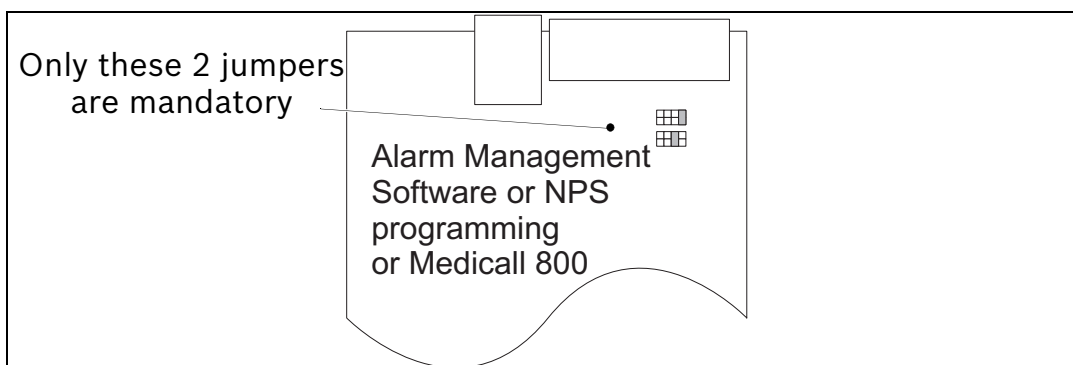 Only these 2 jumpers
are mandatory
Alarm Management
Software or NPS
programming
or Medicall 800